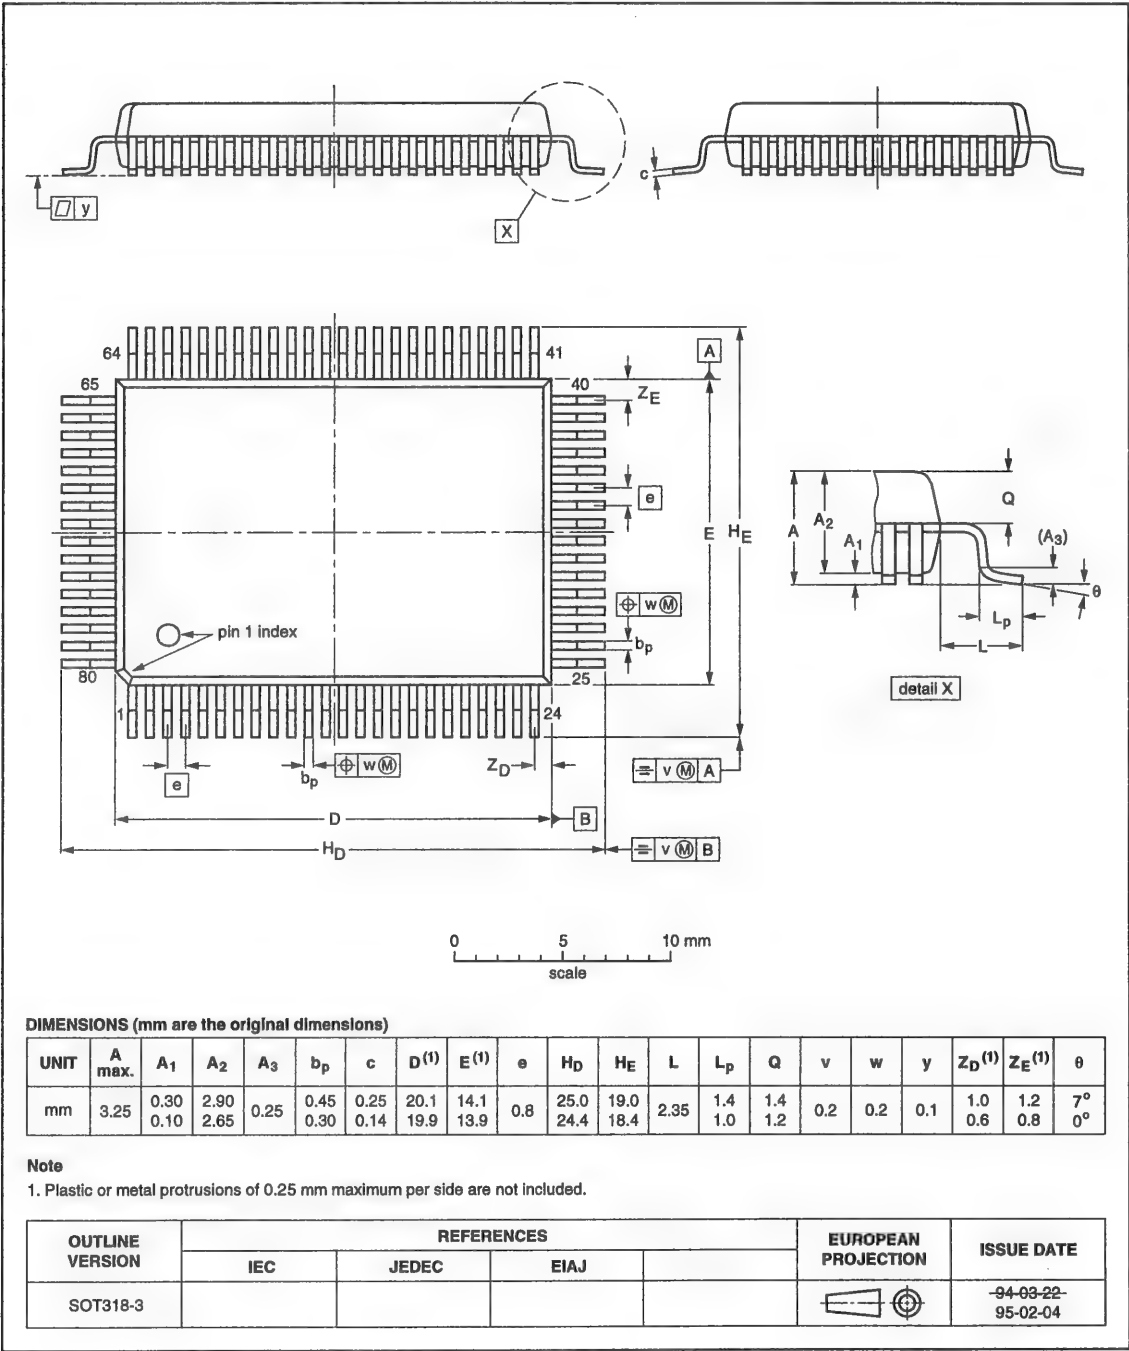 c
y
X
64
41
A
65
40
Z_E
e
E
H_E
A
A_2
A_1
Q
(A_3)
θ
L_p
L
w Ⓜ
b_p
pin 1 index
80
25
detail X
1
24
e
b_p
w Ⓜ
Z_D
v Ⓜ A
D
B
H_D
v Ⓜ B
0 5 10 mm
scale
DIMENSIONS (mm are the original dimensions)
UNIT A max. A_1 A_2 A_3 b_p c D(1) E(1) e H_D H_E L L_p Q v w y Z_D(1) Z_E(1) θ
mm 3.25 0.30 0.10 2.90 2.65 0.25 0.45 0.30 0.25 0.14 20.1 19.9 14.1 13.9 0.8 25.0 24.4 19.0 18.4 2.35 1.4 1.0 1.4 1.2 0.2 0.2 0.1 1.0 0.6 1.2 0.8 7° 0°
Note
1. Plastic or metal protrusions of 0.25 mm maximum per side are not included.
OUTLINE VERSION REFERENCES EUROPEAN PROJECTION ISSUE DATE
IEC JEDEC EIAJ
SOT318-3 94-03-22
95-02-04